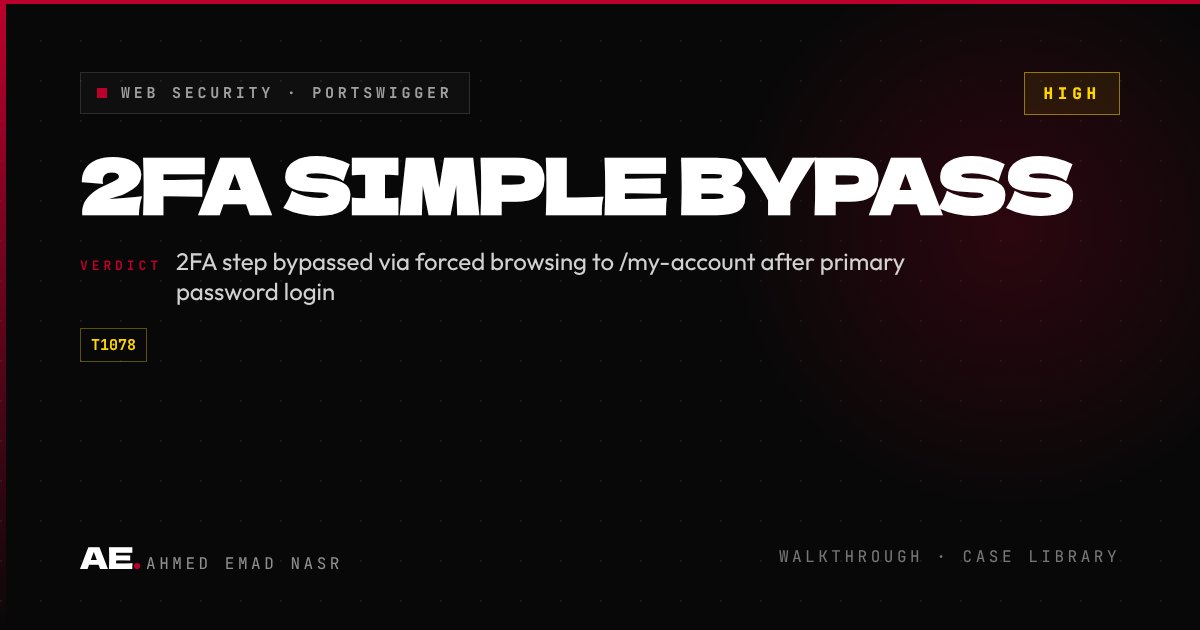 WEB SECURITY · PORTSWIGGER
HIGH
2FA SIMPLE BYPASS
VERDICT 2FA step bypassed via forced browsing to /my-account after primary
password login
T1078
AE. AHMED EMAD NASR
WALKTHROUGH · CASE LIBRARY